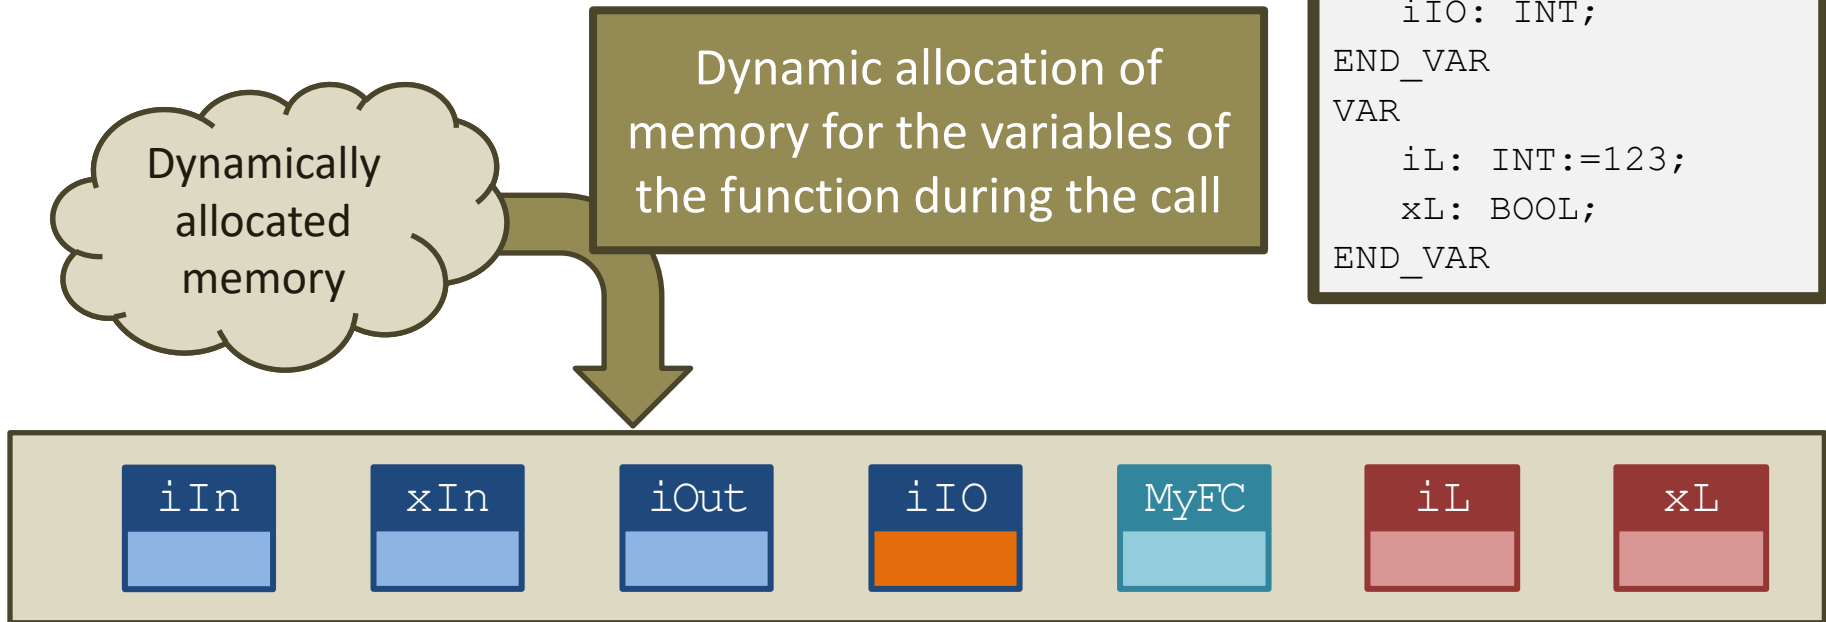 Dynamically
allocated
memory
Dynamic allocation of
memory for the variables of
the function during the call
iIO: INT;
END_VAR
VAR
iL: INT:=123;
xL: BOOL;
END_VAR
iIn
xIn
iOut
iIO
MyFC
iL
xL